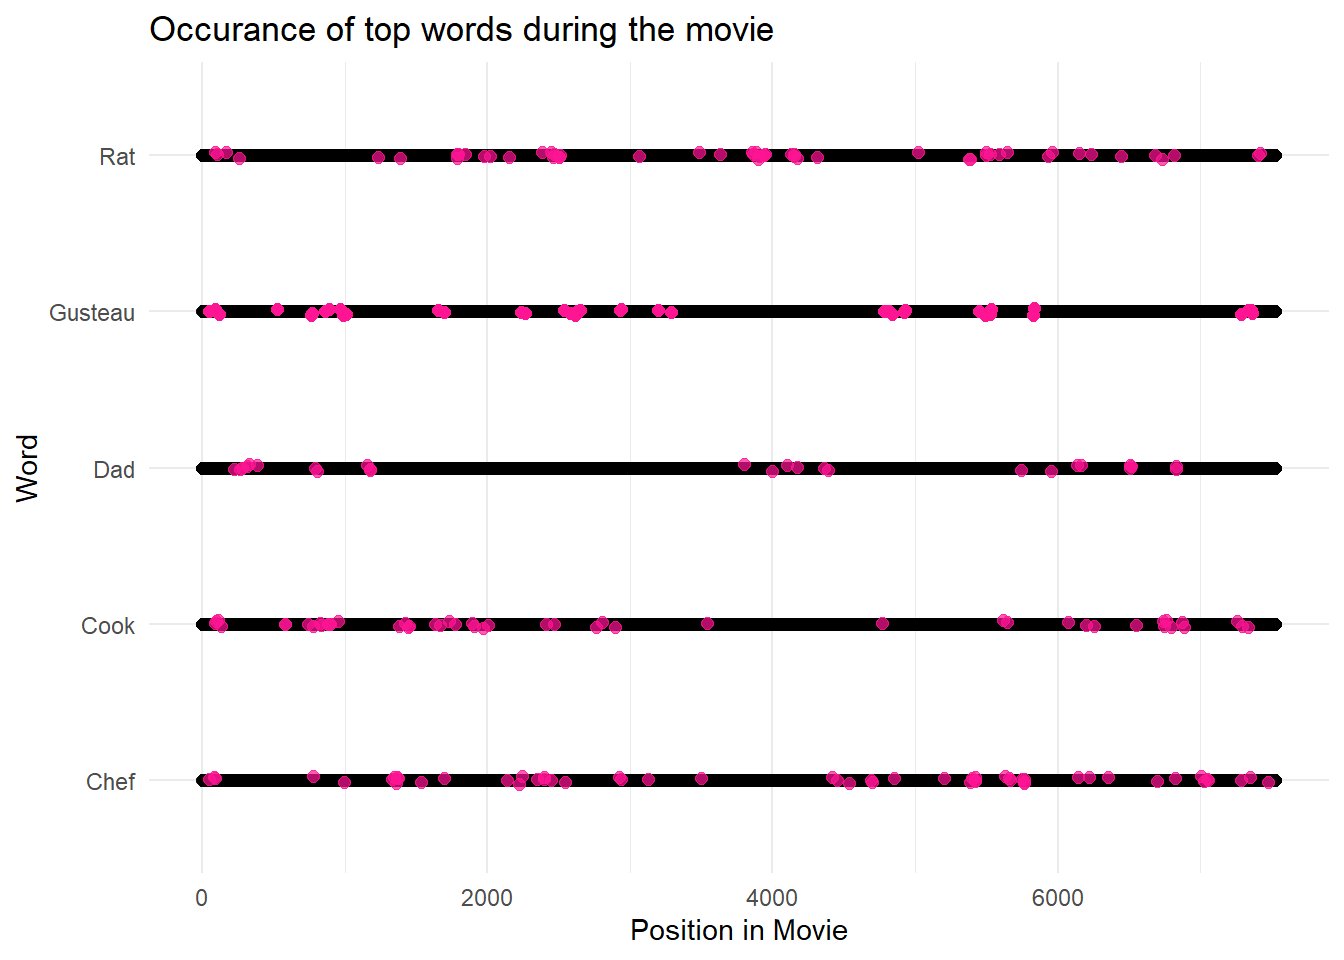 Occurance of top words during the movie
Rat
Gusteau
Dad
Cook
Chef
Word
0 2000 4000 6000
Position in Movie